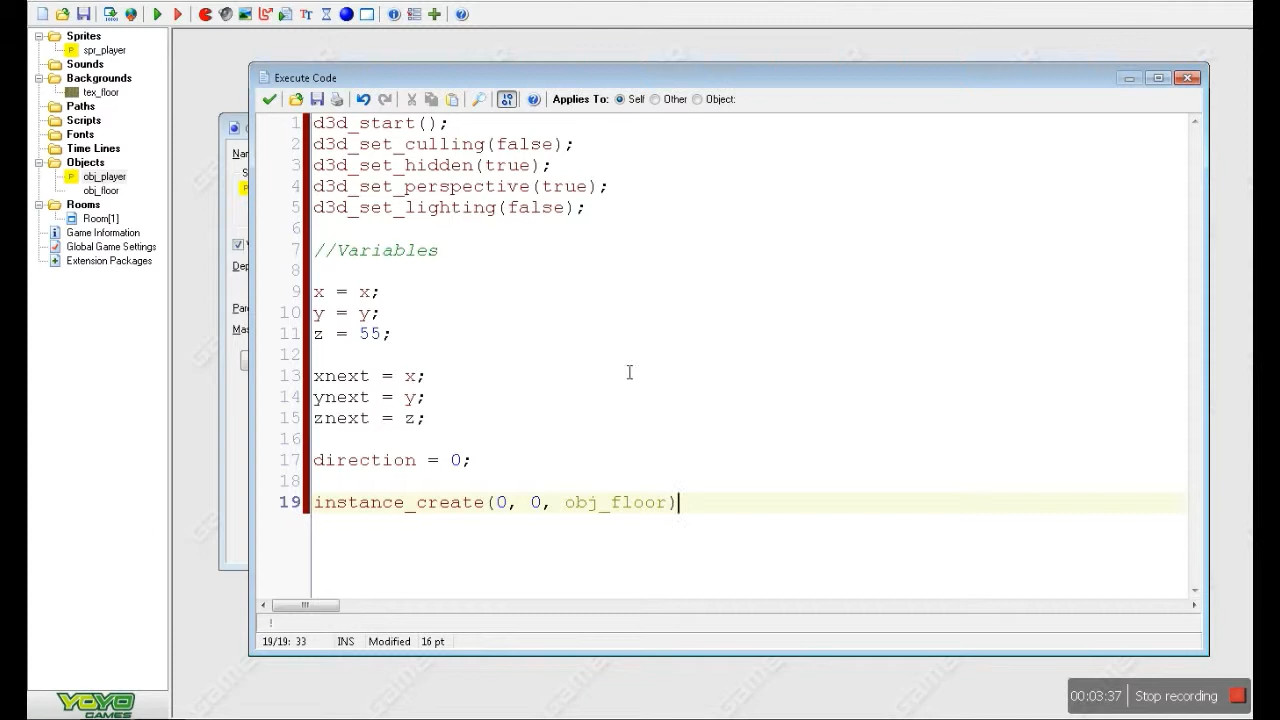 Sprites
spr_player
Sounds
Backgrounds
tex_floor
Paths
Scripts
Fonts
Time Lines
Objects
obj_player
obj_floor
Rooms
Room[1]
Game Information
Global Game Settings
Extension Packages
YOYO
GAMES
Execute Code
Applies To: Self Other Object
1 d3d_start();
2 d3d_set_culling(false);
3 d3d_set_hidden(true);
4 d3d_set_perspective(true);
5 d3d_set_lighting(false);
6
7 //Variables
8
9 x = x;
10 y = y;
11 z = 55;
12
13 xnext = x;
14 ynext = y;
15 znext = z;
16
17 direction = 0;
18
19 instance_create(0, 0, obj_floor)
19/19: 33 INS Modified 16 pt
00:03:37 Stop recording